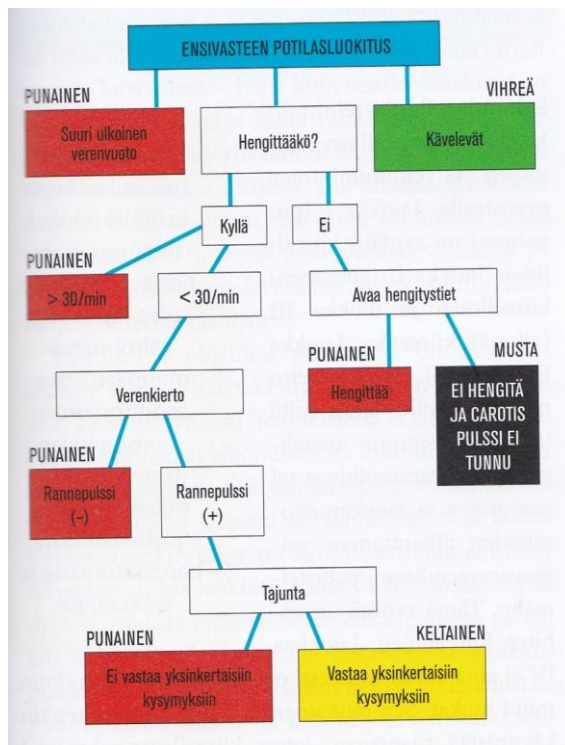 ENSIVASTEEN POTILASLUOKITUS
PUNAINEN
VIHREÄ
Suuri ulkoinen
verenvuoto
Hengittääkö?
Kävelevät
Kyllä
Ei
PUNAINEN
> 30/min
< 30/min
Avaa hengitystiet
PUNAINEN
MUSTA
Verenkierto
Hengittää
EI HENGITÄ
JA CAROTIS
PULSSI EI
TUNNU
PUNAINEN
Rannepulssi
(–)
Rannepulssi
(+)
Tajunta
PUNAINEN
KELTAINEN
Ei vastaa yksinkertaisiin
kysymyksiin
Vastaa yksinkertaisiin
kysymyksiin